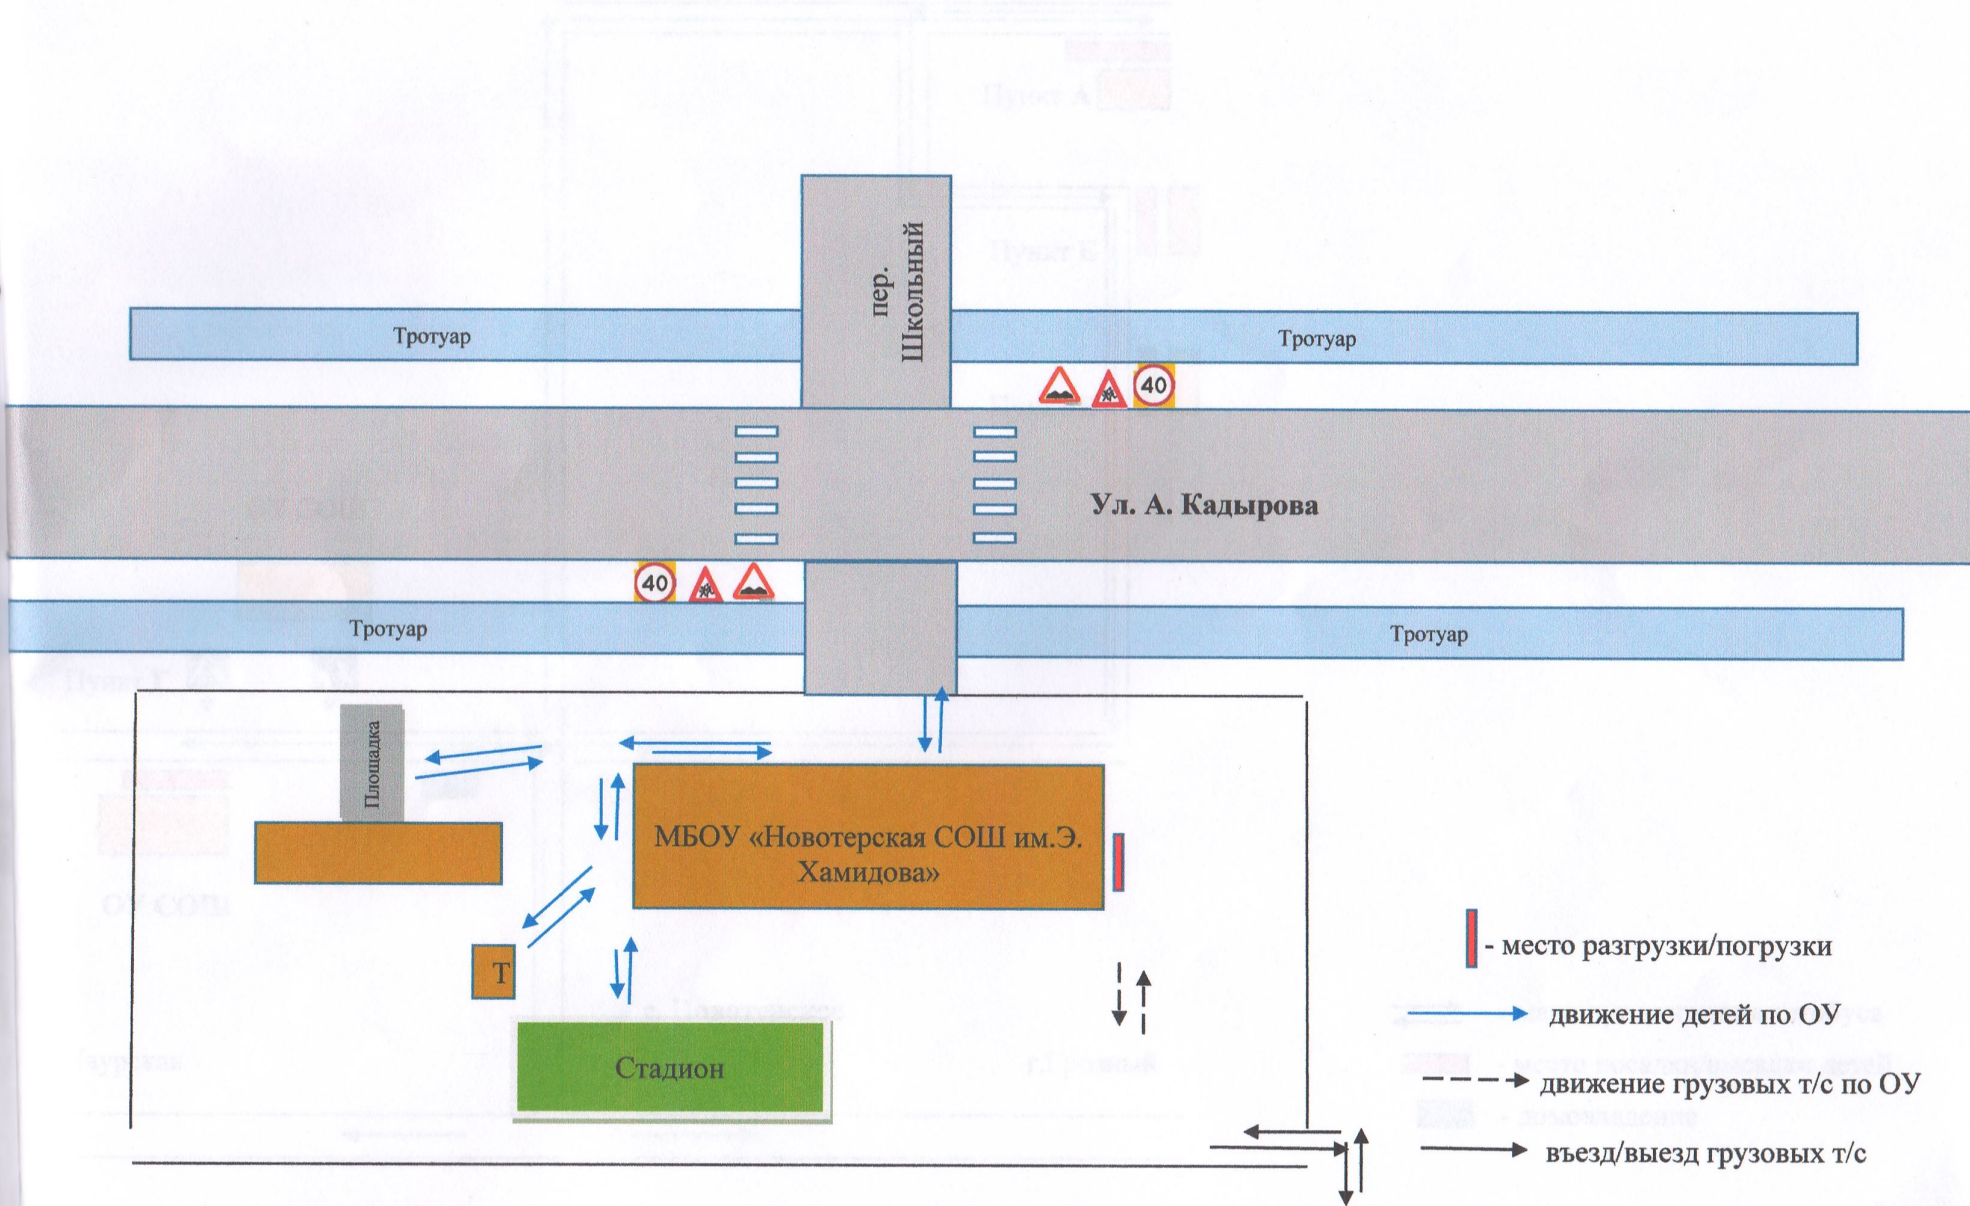 Пункт А
пер.
Школьный
Тротуар
Тротуар
40
Ул. А. Кадырова
40
Тротуар
Тротуар
Площадка
МБОУ «Новотерская СОШ им.Э.
Хамидова»
Т
Стадион
- место разгрузки/погрузки
движение детей по ОУ
движение грузовых т/с по ОУ
въезд/выезд грузовых т/с